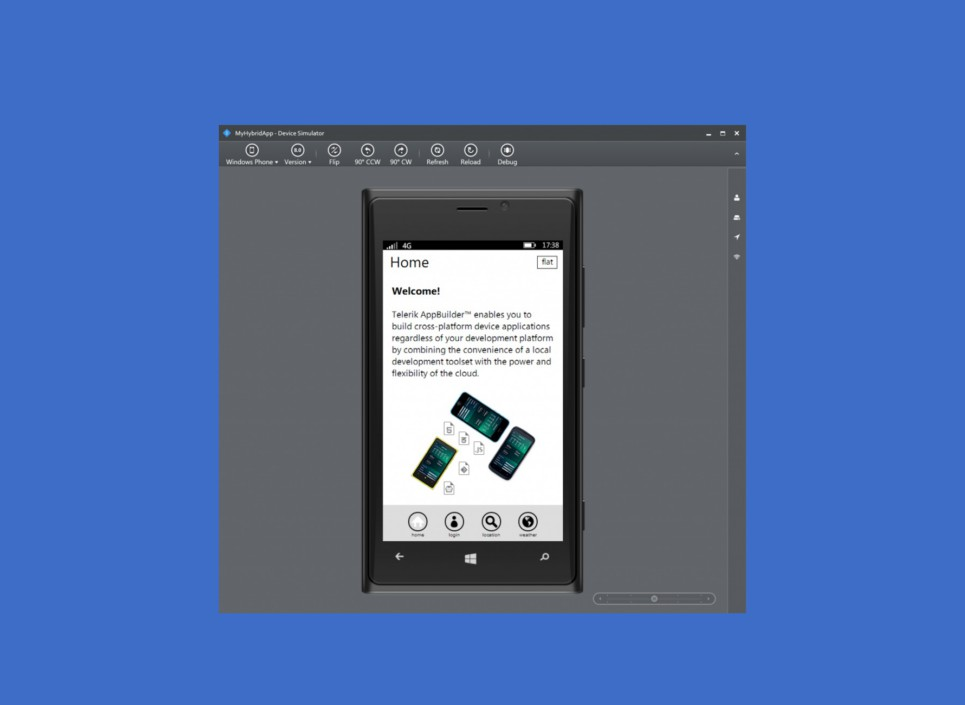 MyHybridApp - Device Simulator
Windows Phone Version Flip 90° CCW 90° CW Refresh Reload Debug
4G 17:38
Home flat
Welcome!
Telerik AppBuilder™ enables you to
build cross-platform device applications
regardless of your development platform
by combining the convenience of a local
development toolset with the power and
flexibility of the cloud.
home login location weather